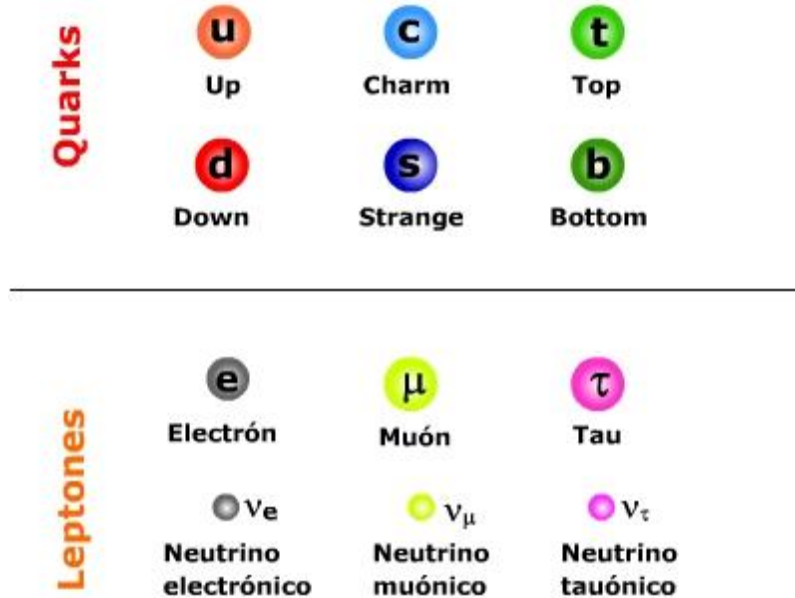 Quarks
u c t
Up Charm Top
d s b
Down Strange Bottom
Leptones
e μ τ
Electrón Muón Tau
νe νμ ντ
Neutrino Neutrino Neutrino
electrónico muónico tauónico